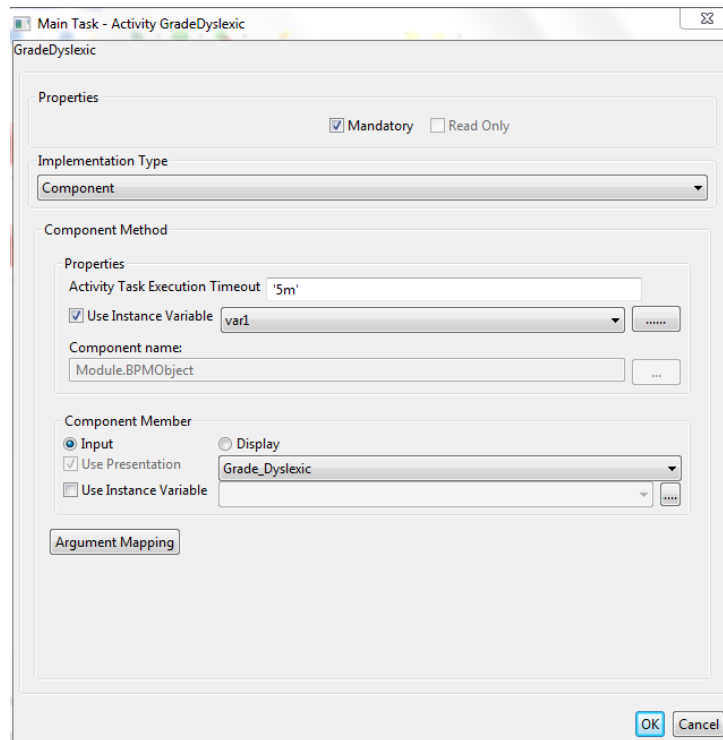 Main Task - Activity GradeDyslexic
GradeDyslexic
Properties
Mandatory Read Only
Implementation Type
Component
Component Method
Properties
Activity Task Execution Timeout '5m'
Use Instance Variable var1 ......
Component name:
Module.BPMObject ...
Component Member
Input Display
Use Presentation Grade_Dyslexic
Use Instance Variable ....
Argument Mapping
OK Cancel